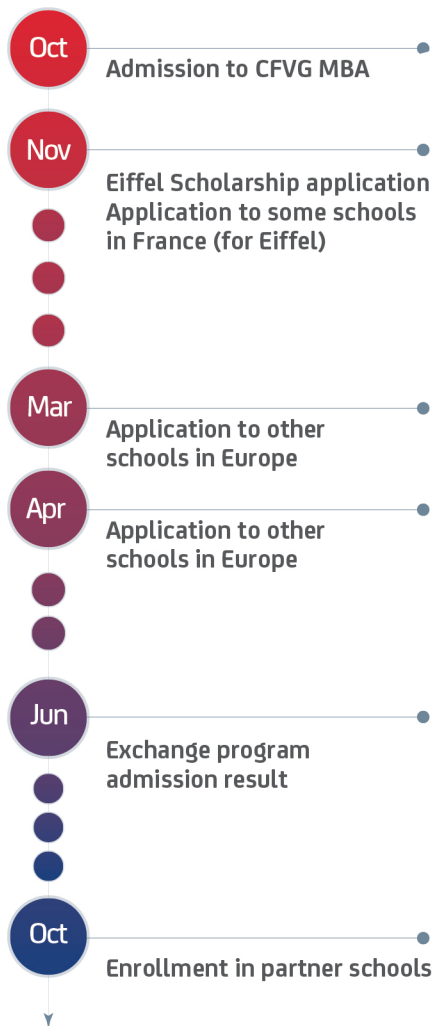 Oct
Admission to CFVG MBA
Nov
Eiffel Scholarship application
Application to some schools
in France (for Eiffel)
Mar
Application to other
schools in Europe
Apr
Application to other
schools in Europe
Jun
Exchange program
admission result
Oct
Enrollment in partner schools